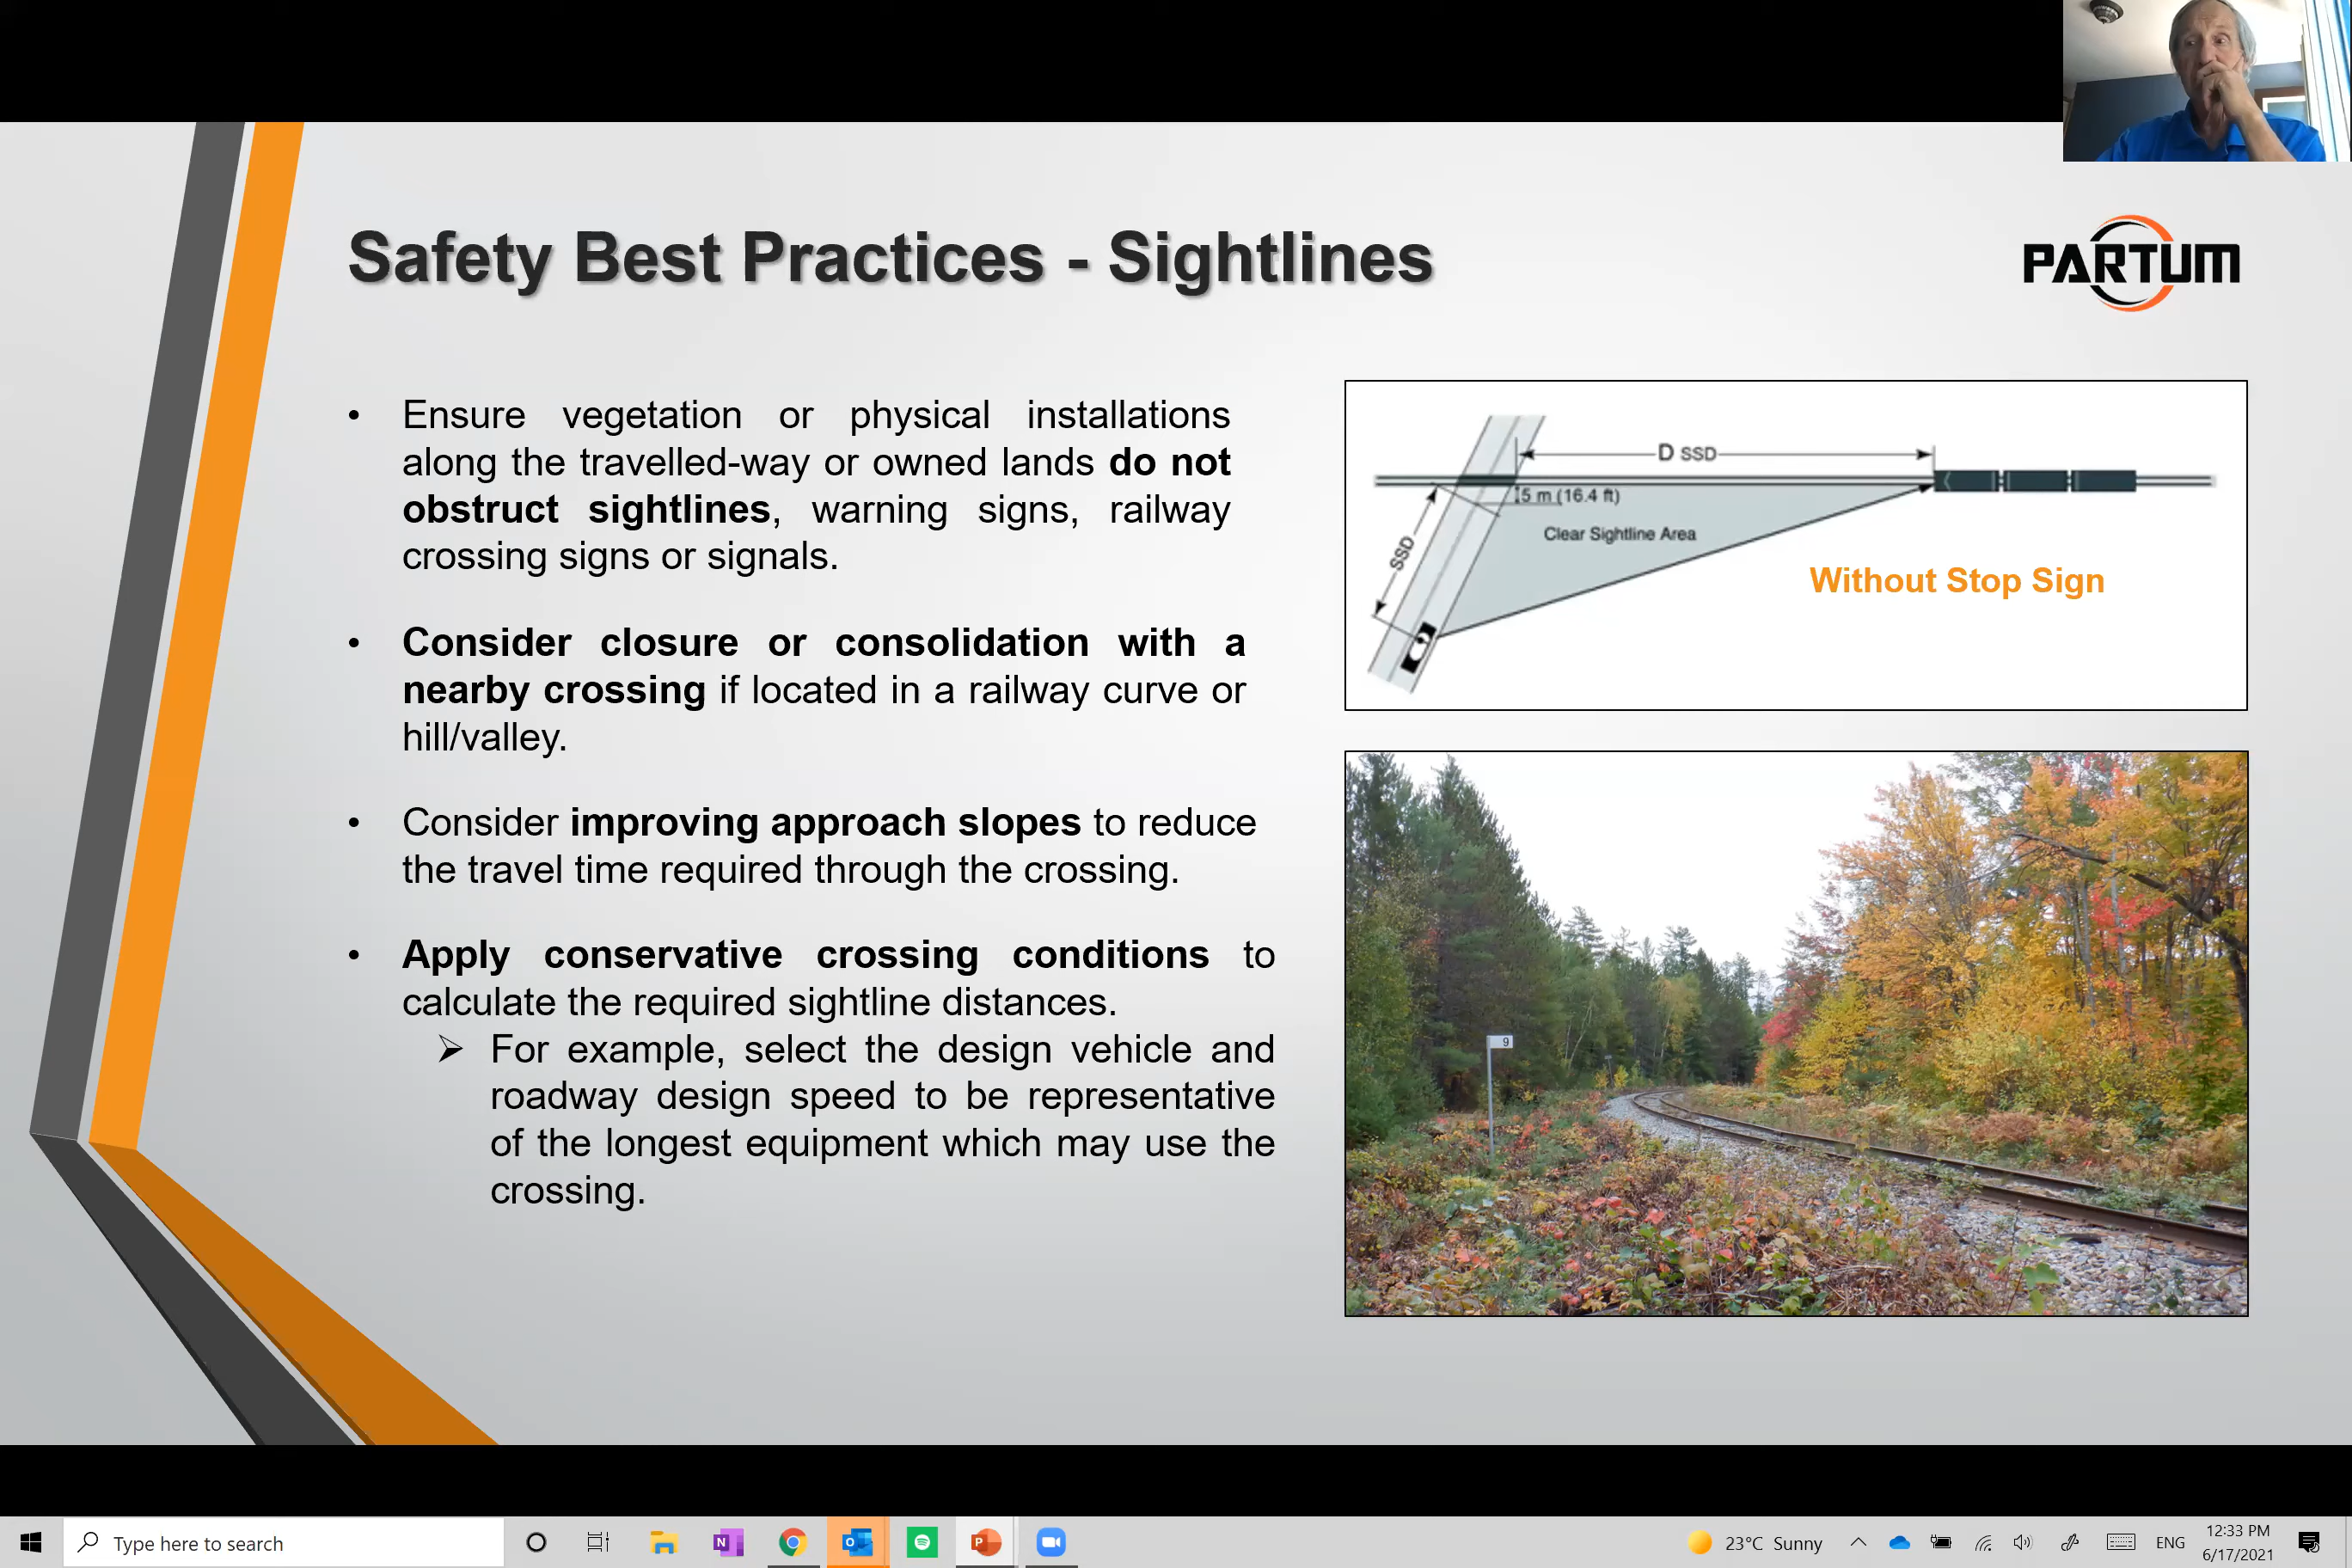 Safety Best Practices - Sightlines
PARTUM
• Ensure vegetation or physical installations
along the travelled-way or owned lands do not
obstruct sightlines, warning signs, railway
crossing signs or signals.
• Consider closure or consolidation with a
nearby crossing if located in a railway curve or
hill/valley.
• Consider improving approach slopes to reduce
the travel time required through the crossing.
• Apply conservative crossing conditions to
calculate the required sightline distances.
➢ For example, select the design vehicle and
roadway design speed to be representative
of the longest equipment which may use the
crossing.
D SSD
5 m (16.4 ft)
Clear Sightline Area
SSD
Without Stop Sign
9
Type here to search
23°C Sunny
ENG
12:33 PM
6/17/2021